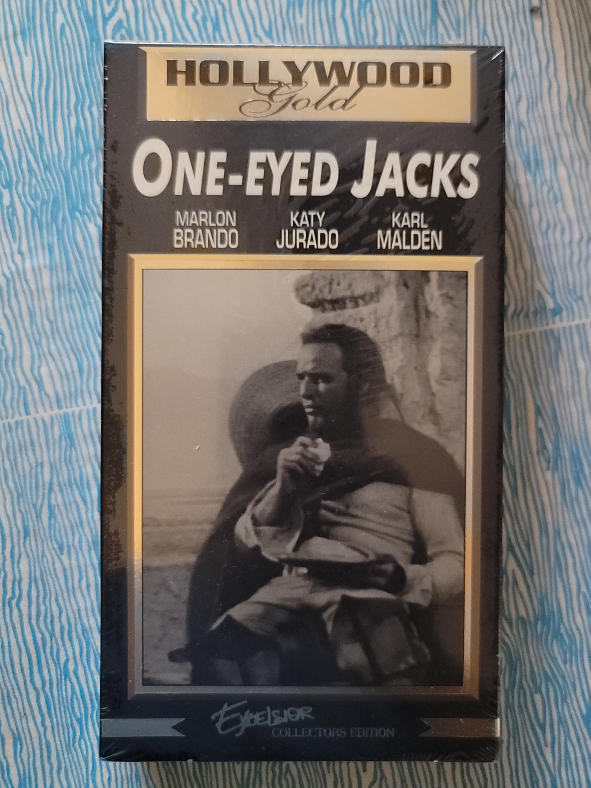 HOLLYWOOD
Gold
ONE-EYED JACKS
MARLON BRANDO
KATY JURADO
KARL MALDEN
EXCELSIOR
COLLECTORS EDITION